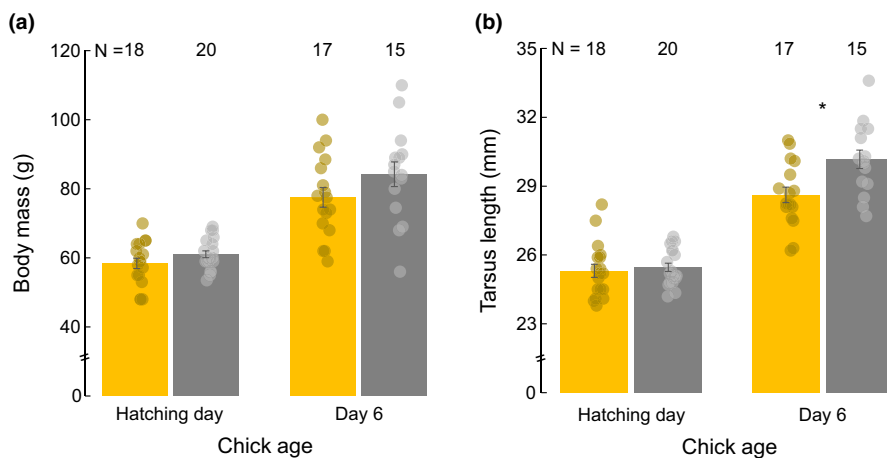 (a)
N =18 20 17 15
120
100
80
60
40
0
Body mass (g)
Hatching day Day 6
Chick age
(b)
N = 18 20 17 15
35
32
29
26
23
0
Tarsus length (mm)
*
Hatching day Day 6
Chick age